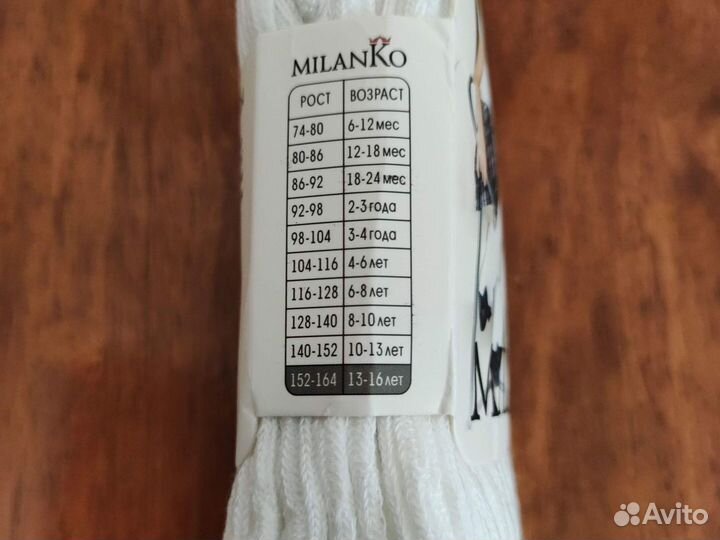 MILANKO
РОСТ ВОЗРАСТ
74-80 6-12 мес
80-86 12-18 мес
86-92 18-24 мес
92-98 2-3 года
98-104 3-4 года
104-116 4-6 лет
116-128 6-8 лет
128-140 8-10 лет
140-152 10-13 лет
152-164 13-16 лет
M
Avito